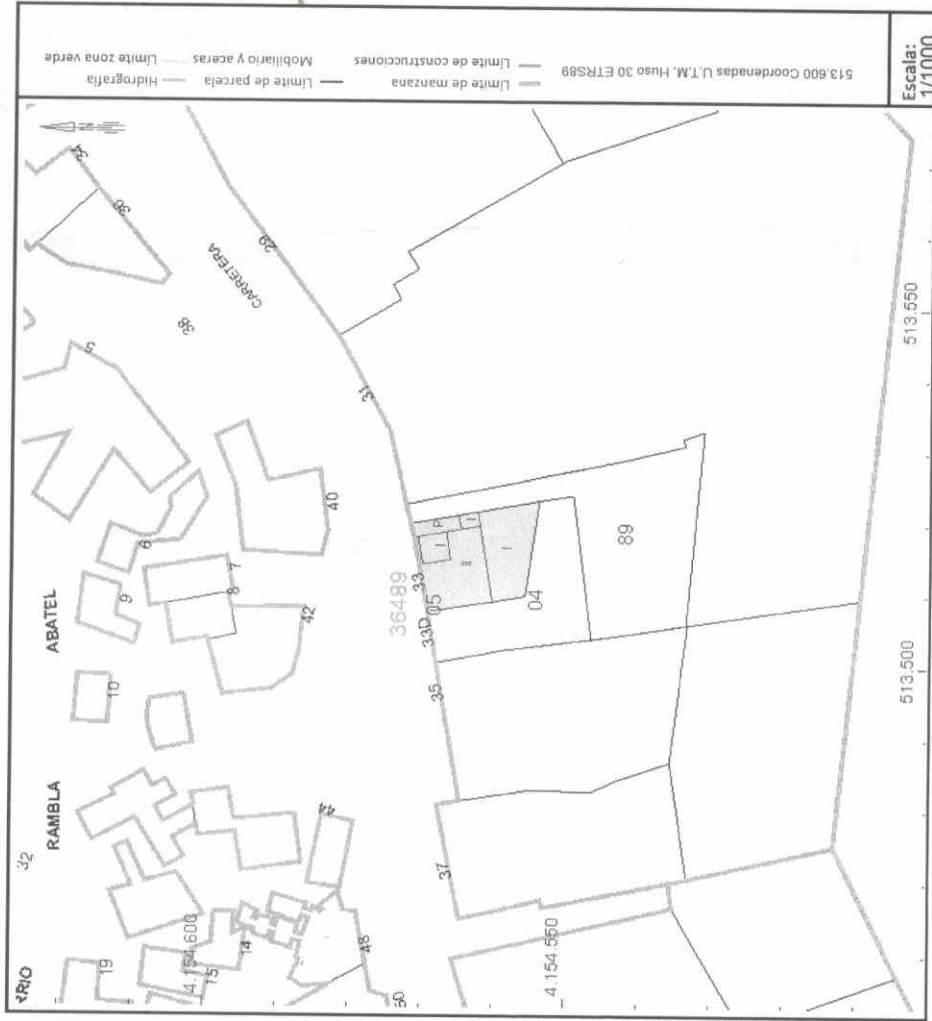 Límite zona verde
Hidrografía
Mobiliario y aceras
Límite de parcela
Límite de construcciones
Límite de manzana
513.600 Coordenadas U.T.M. Huso 30 ETRS89
Escala:
1/1000
34
36
29
CARRETERA
38
5
31
40
6
7
8
9
ABATEL
42
10
33
P
I
I
II
I
05
33D
36489
04
89
35
513.550
513.500
RAMBLA
32
44
37
4.154.600
14
15
19
48
4.154.550